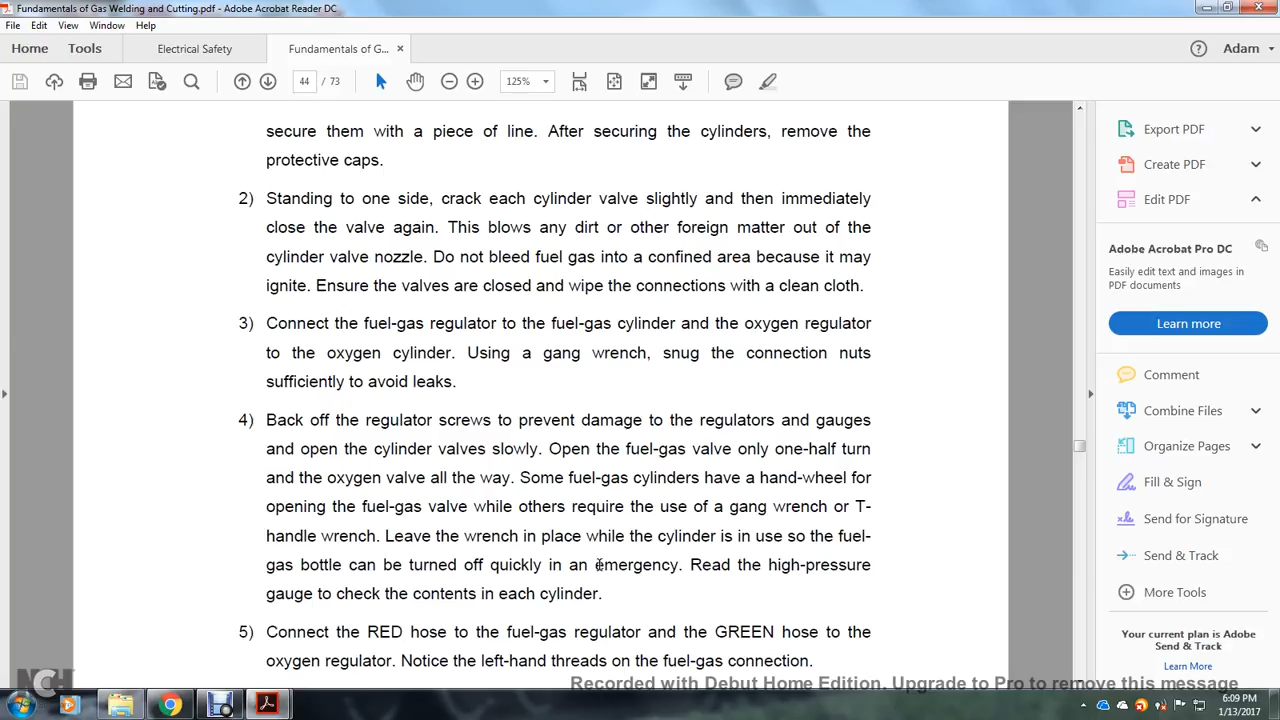 Fundamentals of Gas Welding and Cutting.pdf - Adobe Acrobat Reader DC
File Edit View Window Help
Home Tools Electrical Safety Fundamentals of G... × Adam
44 / 73 125%
secure them with a piece of line. After securing the cylinders, remove the
protective caps.
2) Standing to one side, crack each cylinder valve slightly and then immediately
close the valve again. This blows any dirt or other foreign matter out of the
cylinder valve nozzle. Do not bleed fuel gas into a confined area because it may
ignite. Ensure the valves are closed and wipe the connections with a clean cloth.
3) Connect the fuel-gas regulator to the fuel-gas cylinder and the oxygen regulator
to the oxygen cylinder. Using a gang wrench, snug the connection nuts
sufficiently to avoid leaks.
4) Back off the regulator screws to prevent damage to the regulators and gauges
and open the cylinder valves slowly. Open the fuel-gas valve only one-half turn
and the oxygen valve all the way. Some fuel-gas cylinders have a hand-wheel for
opening the fuel-gas valve while others require the use of a gang wrench or T-
handle wrench. Leave the wrench in place while the cylinder is in use so the fuel-
gas bottle can be turned off quickly in an emergency. Read the high-pressure
gauge to check the contents in each cylinder.
5) Connect the RED hose to the fuel-gas regulator and the GREEN hose to the
oxygen regulator. Notice the left-hand threads on the fuel-gas connection.
Export PDF
Create PDF
Edit PDF
Adobe Acrobat Pro DC
Easily edit text and images in
PDF documents
Learn more
Comment
Combine Files
Organize Pages
Fill & Sign
Send for Signature
Send & Track
More Tools
Your current plan is Adobe
Send & Track
Learn More
NCH
Recorded with Debut Home Edition. Upgrade to Pro to remove this message
6:09 PM
1/13/2017